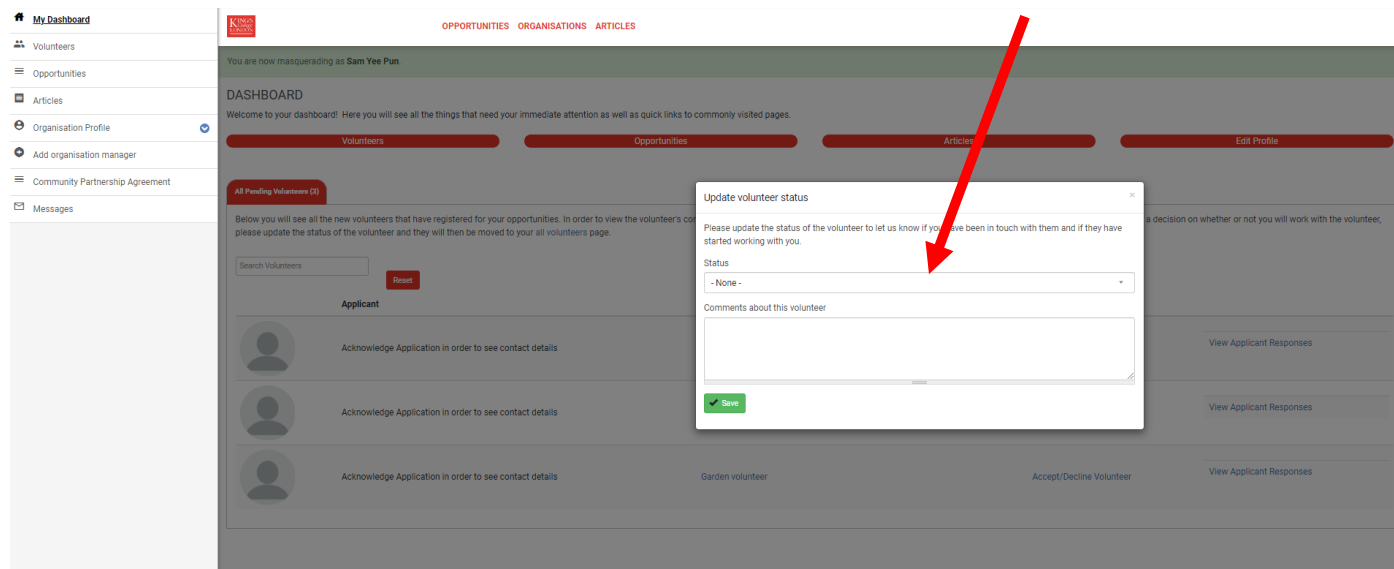 My Dashboard
Volunteers
Opportunities
Articles
Organisation Profile
Add organisation manager
Community Partnership Agreement
Messages
KING'S
College
LONDON
OPPORTUNITIES ORGANISATIONS ARTICLES
You are now masquerading as Sam Yee Pun.
DASHBOARD
Welcome to your dashboard! Here you will see all the things that need your immediate attention as well as quick links to commonly visited pages.
Volunteers Opportunities Articles Edit Profile
All Pending Volunteers (3)
Below you will see all the new volunteers that have registered for your opportunities. In order to view the volunteer's a decision on whether or not you will work with the volunteer,
please update the status of the volunteer and they will then be moved to your all volunteers page.
Search Volunteers
Reset
Applicant
Acknowledge Application in order to see contact details View Applicant Responses
Acknowledge Application in order to see contact details View Applicant Responses
Acknowledge Application in order to see contact details Garden volunteer Accept/Decline Volunteer View Applicant Responses
Update volunteer status ×
Please update the status of the volunteer to let us know if you have been in touch with them and if they have
started working with you.
Status
- None -
Comments about this volunteer
Save